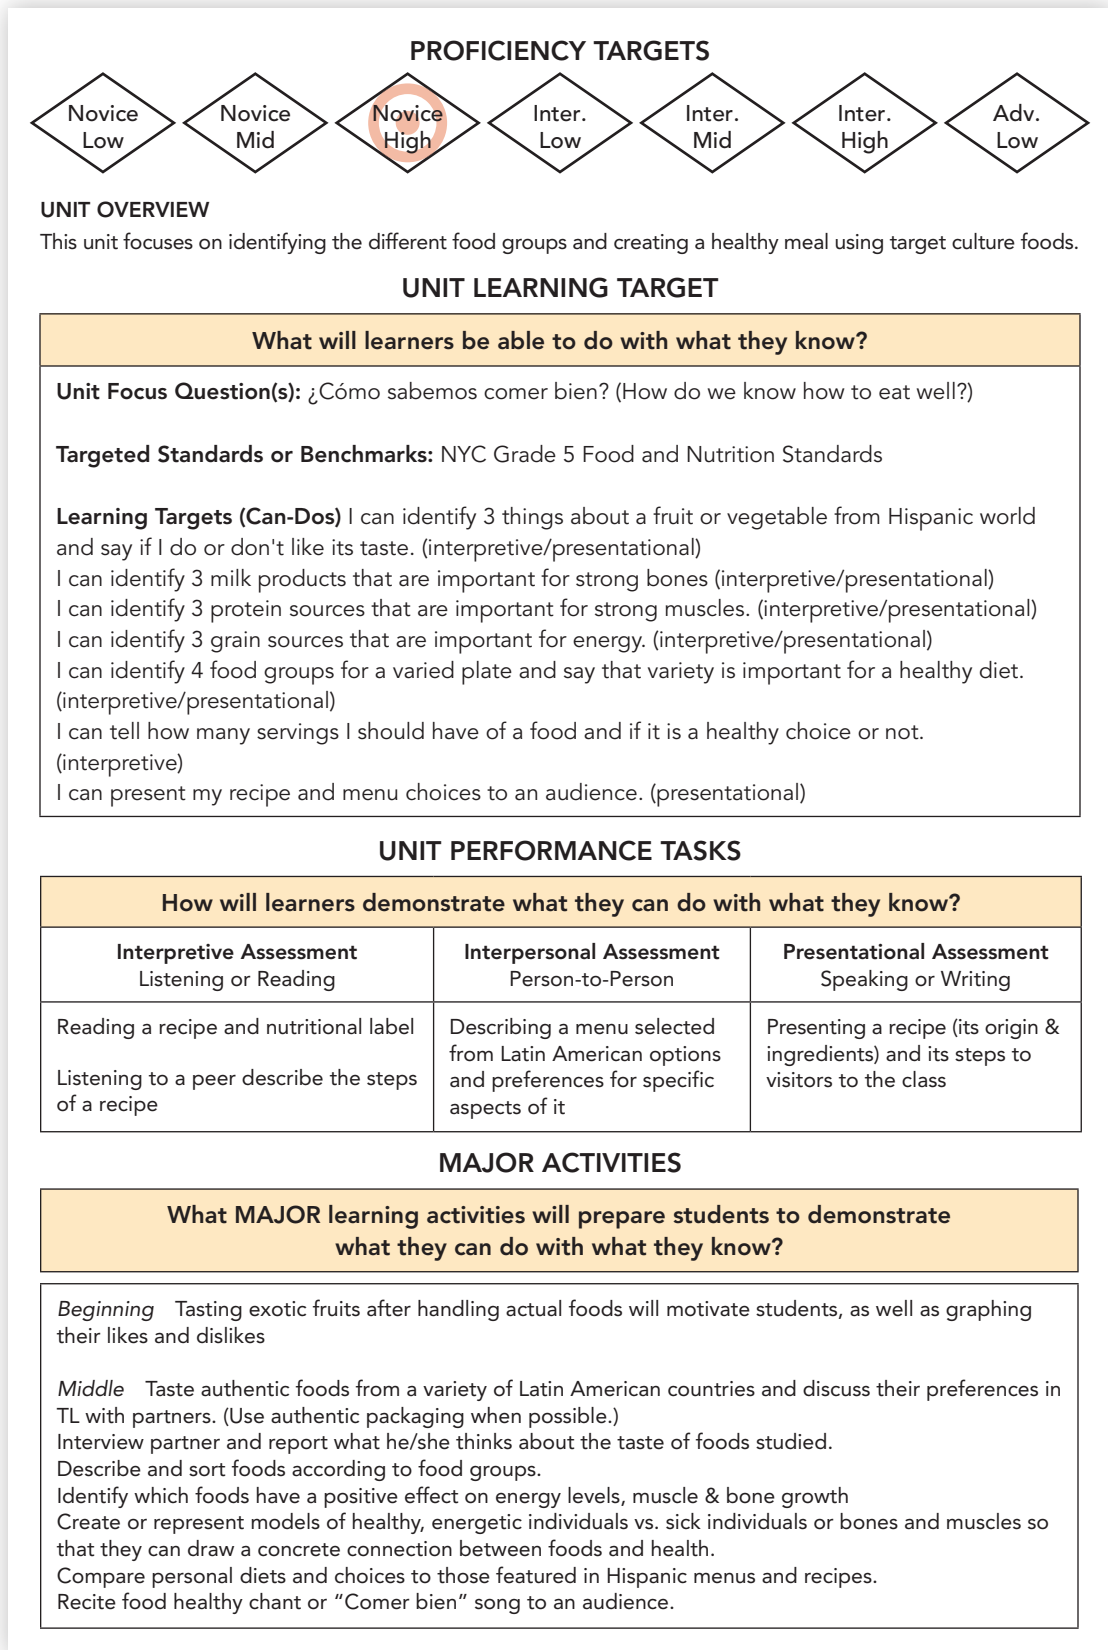 PROFICIENCY TARGETS
Novice Low
Novice Mid
Novice High
Inter. Low
Inter. Mid
Inter. High
Adv. Low
UNIT OVERVIEW
This unit focuses on identifying the different food groups and creating a healthy meal using target culture foods.
UNIT LEARNING TARGET
What will learners be able to do with what they know?
Unit Focus Question(s): ¿Cómo sabemos comer bien? (How do we know how to eat well?)
Targeted Standards or Benchmarks: NYC Grade 5 Food and Nutrition Standards
Learning Targets (Can-Dos) I can identify 3 things about a fruit or vegetable from Hispanic world
and say if I do or don't like its taste. (interpretive/presentational)
I can identify 3 milk products that are important for strong bones (interpretive/presentational)
I can identify 3 protein sources that are important for strong muscles. (interpretive/presentational)
I can identify 3 grain sources that are important for energy. (interpretive/presentational)
I can identify 4 food groups for a varied plate and say that variety is important for a healthy diet.
(interpretive/presentational)
I can tell how many servings I should have of a food and if it is a healthy choice or not.
(interpretive)
I can present my recipe and menu choices to an audience. (presentational)
UNIT PERFORMANCE TASKS
How will learners demonstrate what they can do with what they know?
Interpretive Assessment
Listening or Reading
Interpersonal Assessment
Person-to-Person
Presentational Assessment
Speaking or Writing
Reading a recipe and nutritional label
Listening to a peer describe the steps
of a recipe
Describing a menu selected
from Latin American options
and preferences for specific
aspects of it
Presenting a recipe (its origin &
ingredients) and its steps to
visitors to the class
MAJOR ACTIVITIES
What MAJOR learning activities will prepare students to demonstrate
what they can do with what they know?
Beginning Tasting exotic fruits after handling actual foods will motivate students, as well as graphing
their likes and dislikes
Middle Taste authentic foods from a variety of Latin American countries and discuss their preferences in
TL with partners. (Use authentic packaging when possible.)
Interview partner and report what he/she thinks about the taste of foods studied.
Describe and sort foods according to food groups.
Identify which foods have a positive effect on energy levels, muscle & bone growth
Create or represent models of healthy, energetic individuals vs. sick individuals or bones and muscles so
that they can draw a concrete connection between foods and health.
Compare personal diets and choices to those featured in Hispanic menus and recipes.
Recite food healthy chant or “Comer bien” song to an audience.